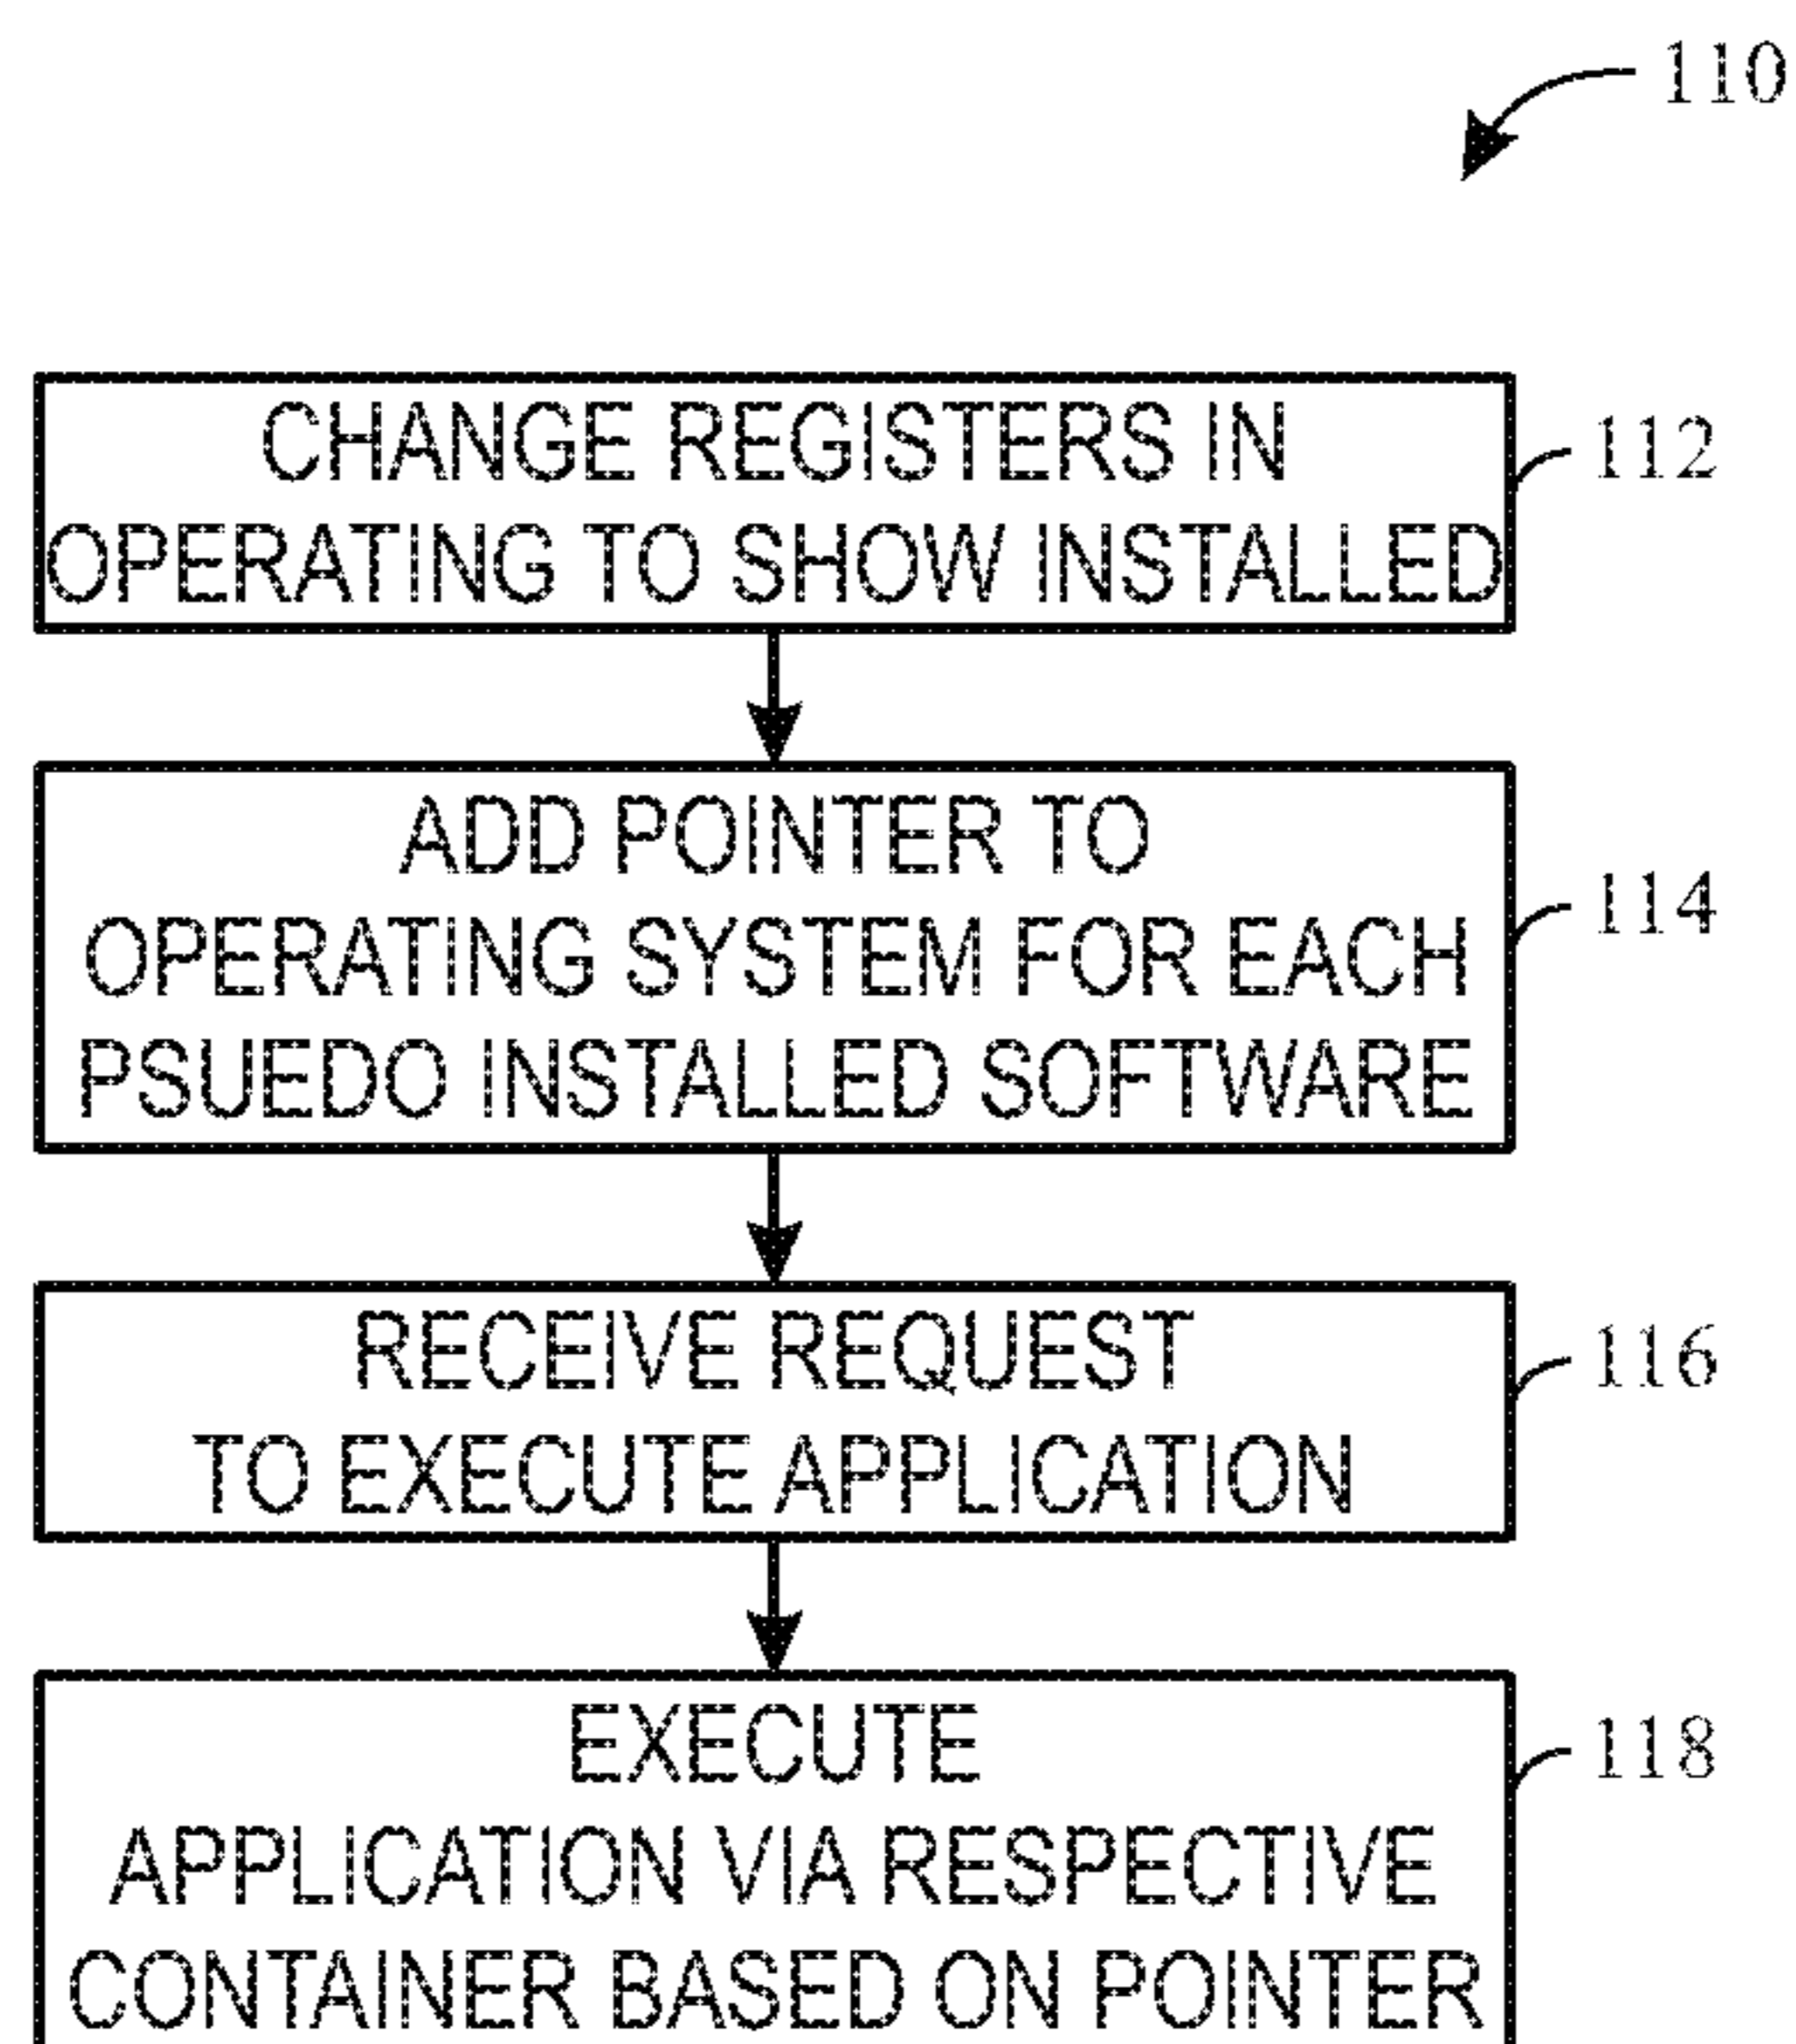 110
CHANGE REGISTERS IN
OPERATING TO SHOW INSTALLED
112
ADD POINTER TO
OPERATING SYSTEM FOR EACH
PSUEDO INSTALLED SOFTWARE
114
RECEIVE REQUEST
TO EXECUTE APPLICATION
116
EXECUTE
APPLICATION VIA RESPECTIVE
CONTAINER BASED ON POINTER
118